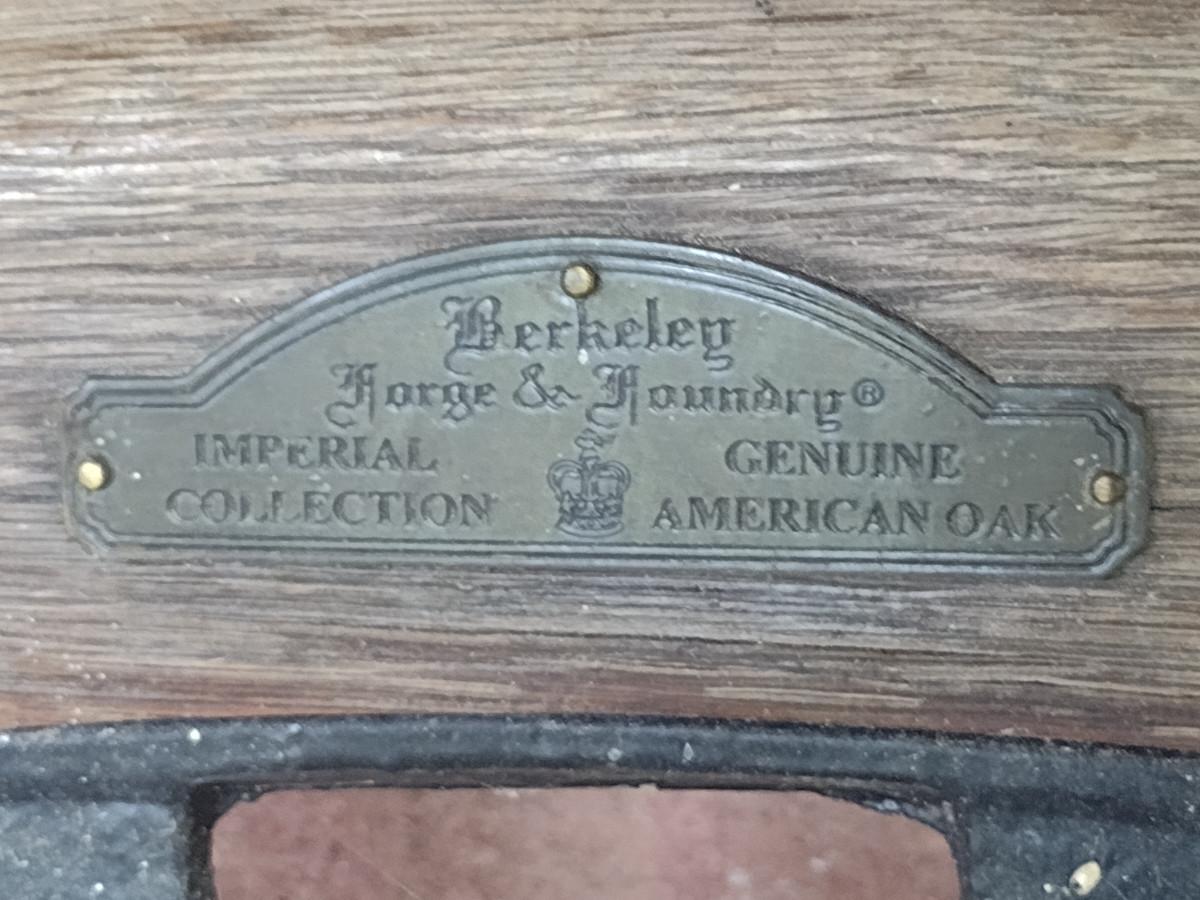 Berkeley
Forge & Foundry®
IMPERIAL
COLLECTION
GENUINE
AMERICAN OAK